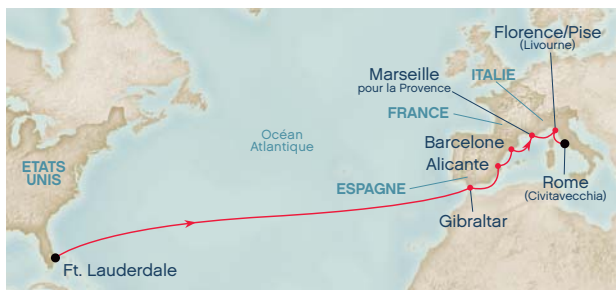 Florence/Pise
(Livourne)
Marseille
pour la Provence
ITALIE
FRANCE
Océan
Atlantique
Barcelone
Alicante
ETATS
UNIS
ESPAGNE
Rome
(Civitavecchia)
Gibraltar
Ft. Lauderdale